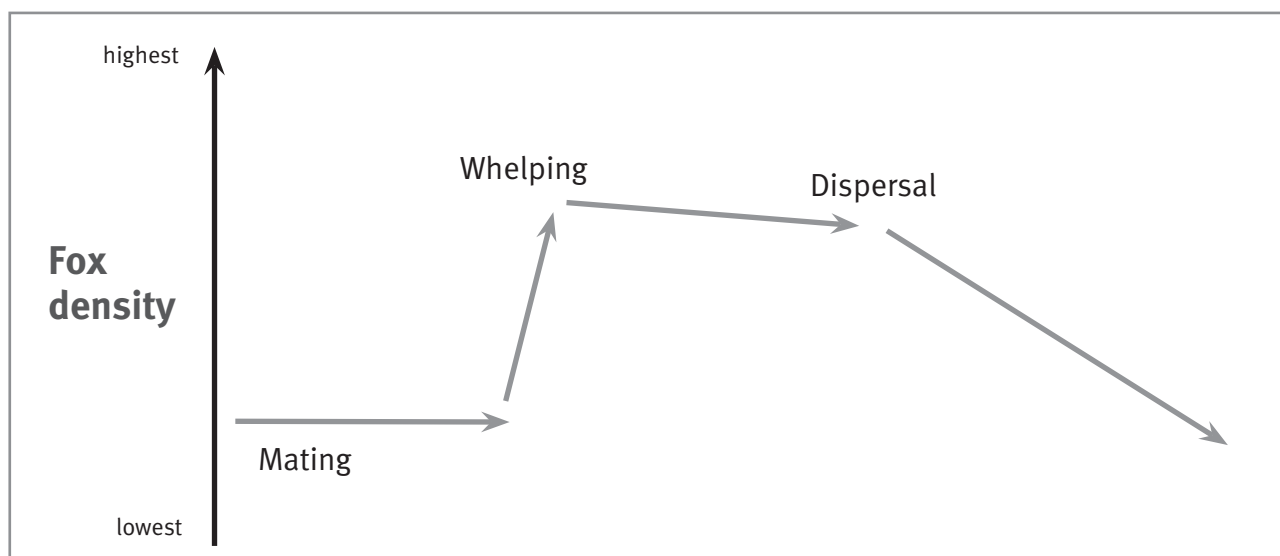 highest
Whelping
Dispersal
Fox
density
Mating
lowest